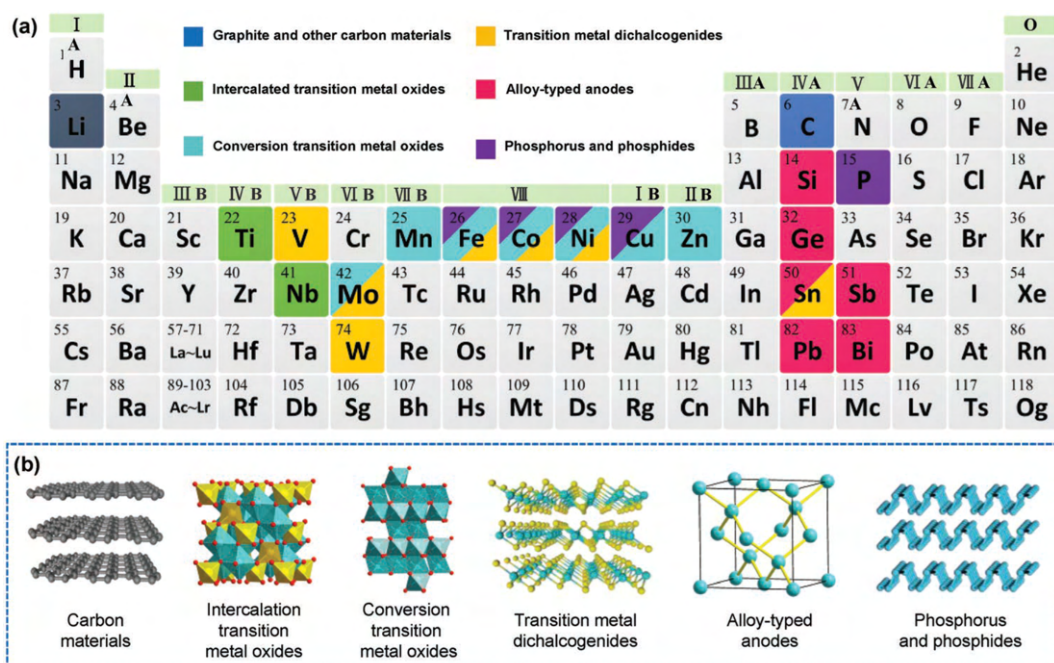 (a)
I
A
O
Graphite and other carbon materials
Transition metal dichalcogenides
Intercalated transition metal oxides
Alloy-typed anodes
Conversion transition metal oxides
Phosphorus and phosphides
1 H
2 He
II
A
III A IV A V A VI A VII A
3 Li 4 Be 5 B 6 C 7 N 8 O 9 F 10 Ne
11 Na 12 Mg 13 Al 14 Si 15 P 16 S 17 Cl 18 Ar
III B IV B V B VI B VII B VIII I B II B
19 K 20 Ca 21 Sc 22 Ti 23 V 24 Cr 25 Mn 26 Fe 27 Co 28 Ni 29 Cu 30 Zn 31 Ga 32 Ge 33 As 34 Se 35 Br 36 Kr
37 Rb 38 Sr 39 Y 40 Zr 41 Nb 42 Mo 43 Tc 44 Ru 45 Rh 46 Pd 47 Ag 48 Cd 49 In 50 Sn 51 Sb 52 Te 53 I 54 Xe
55 Cs 56 Ba 57-71 La~Lu 72 Hf 73 Ta 74 W 75 Re 76 Os 77 Ir 78 Pt 79 Au 80 Hg 81 Tl 82 Pb 83 Bi 84 Po 85 At 86 Rn
87 Fr 88 Ra 89-103 Ac~Lr 104 Rf 105 Db 106 Sg 107 Bh 108 Hs 109 Mt 110 Ds 111 Rg 112 Cn 113 Nh 114 Fl 115 Mc 116 Lv 117 Ts 118 Og
(b)
Carbon
materials
Intercalation
transition
metal oxides
Conversion
transition
metal oxides
Transition metal
dichalcogenides
Alloy-typed
anodes
Phosphorus
and phosphides